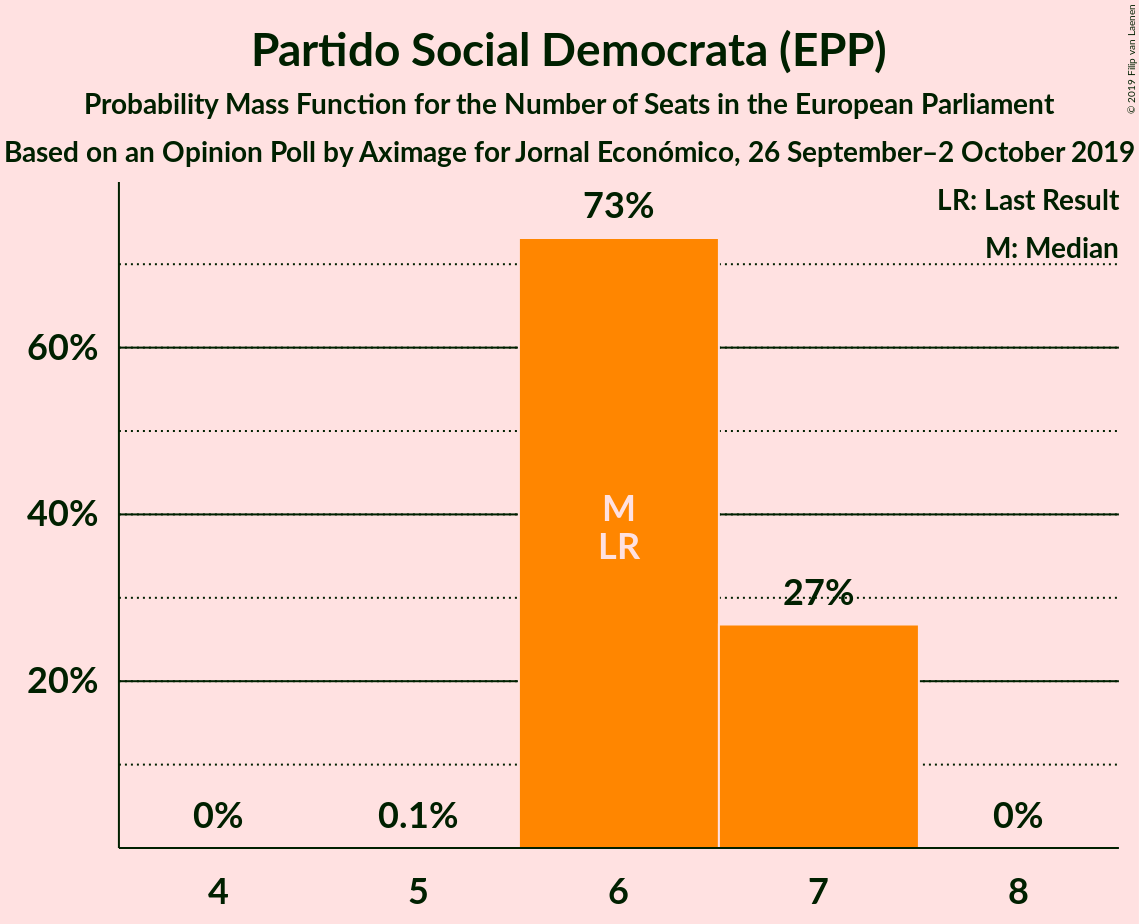 Partido Social Democrata (EPP)
Probability Mass Function for the Number of Seats in the European Parliament
Based on an Opinion Poll by Aximage for Jornal Económico, 26 September–2 October 2019
© 2019 Filip van Laenen
LR: Last Result
M: Median
73%
60%
40%
20%
M
LR
27%
0%
0.1%
0%
4 5 6 7 8